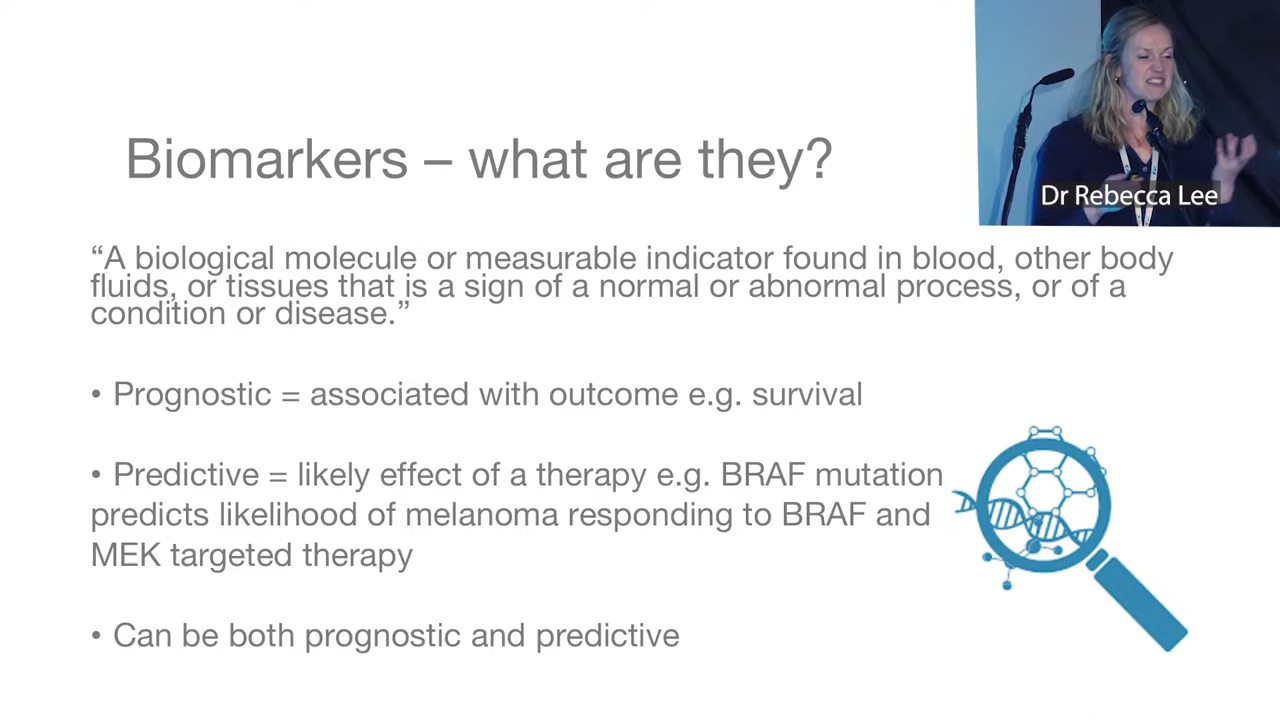 Biomarkers – what are they?
Dr Rebecca Lee
“A biological molecule or measurable indicator found in blood, other body
fluids, or tissues that is a sign of a normal or abnormal process, or of a
condition or disease.”
• Prognostic = associated with outcome e.g. survival
• Predictive = likely effect of a therapy e.g. BRAF mutation
predicts likelihood of melanoma responding to BRAF and
MEK targeted therapy
• Can be both prognostic and predictive